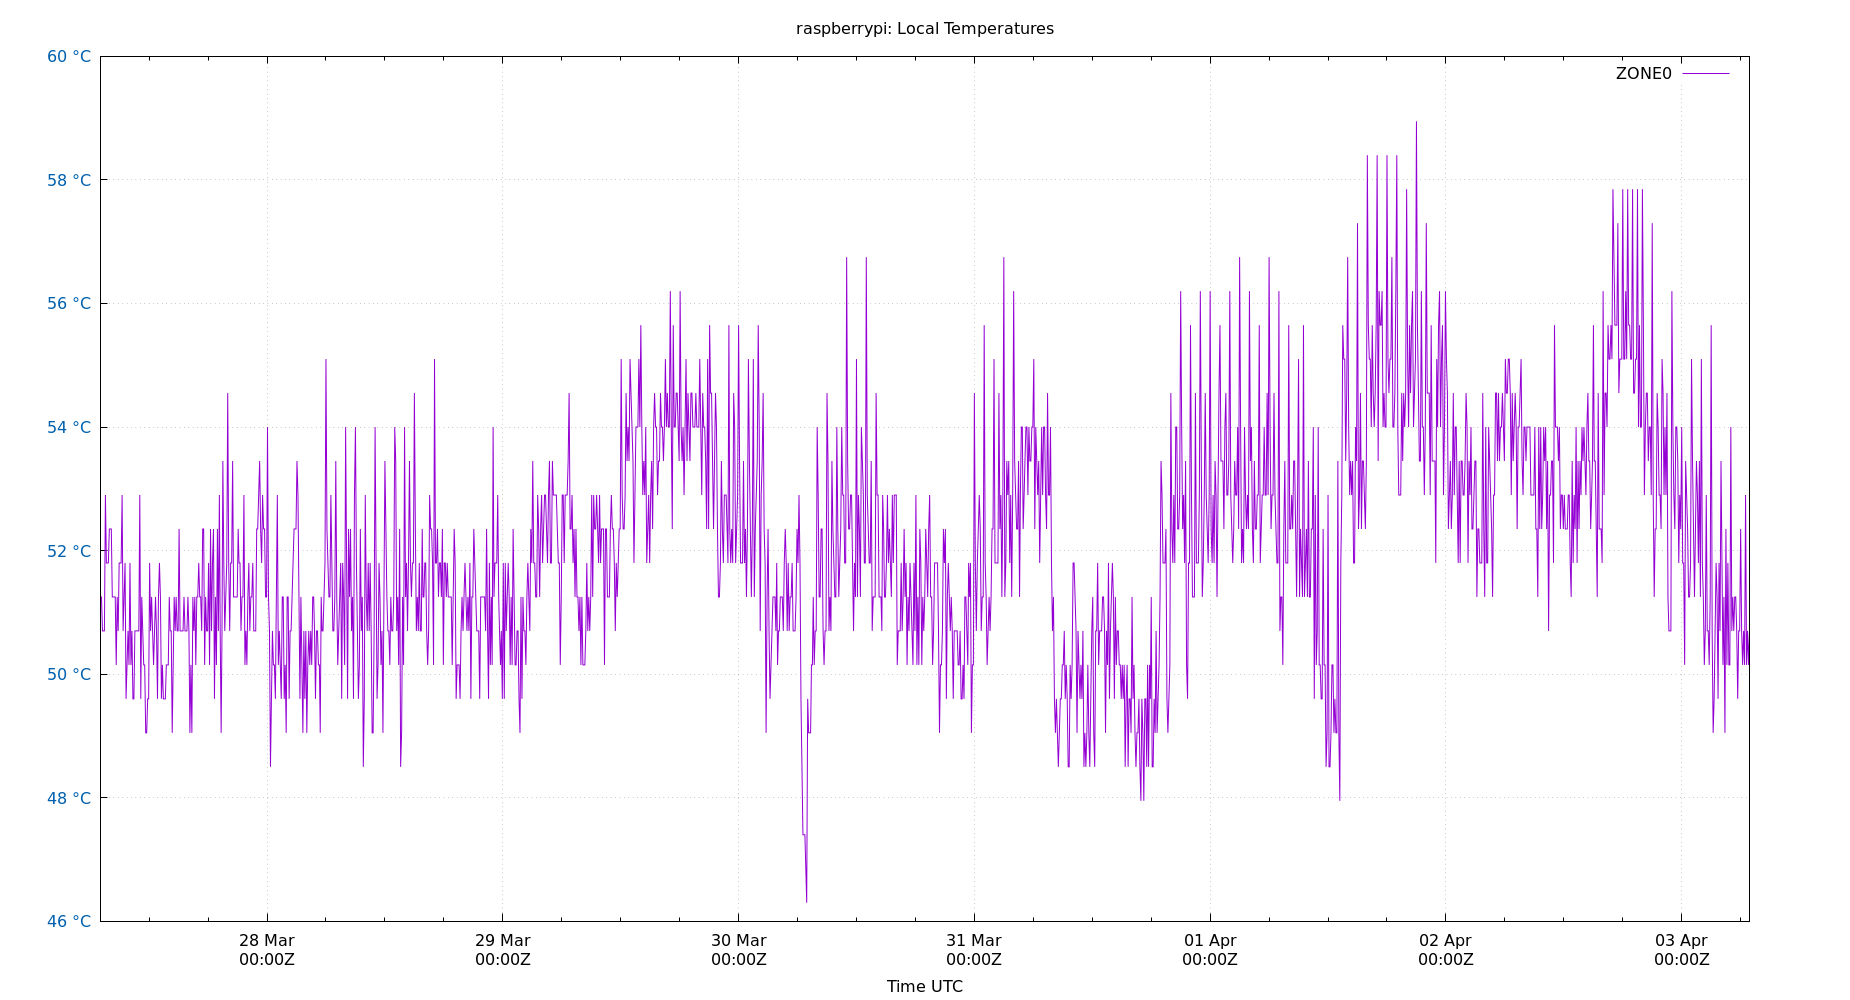 raspberrypi: Local Temperatures
60 °C
ZONE0
58 °C
56 °C
54 °C
52 °C
50 °C
48 °C
46 °C
28 Mar 29 Mar 30 Mar 31 Mar 01 Apr 02 Apr 03 Apr
00:00Z 00:00Z 00:00Z 00:00Z 00:00Z 00:00Z 00:00Z
Time UTC